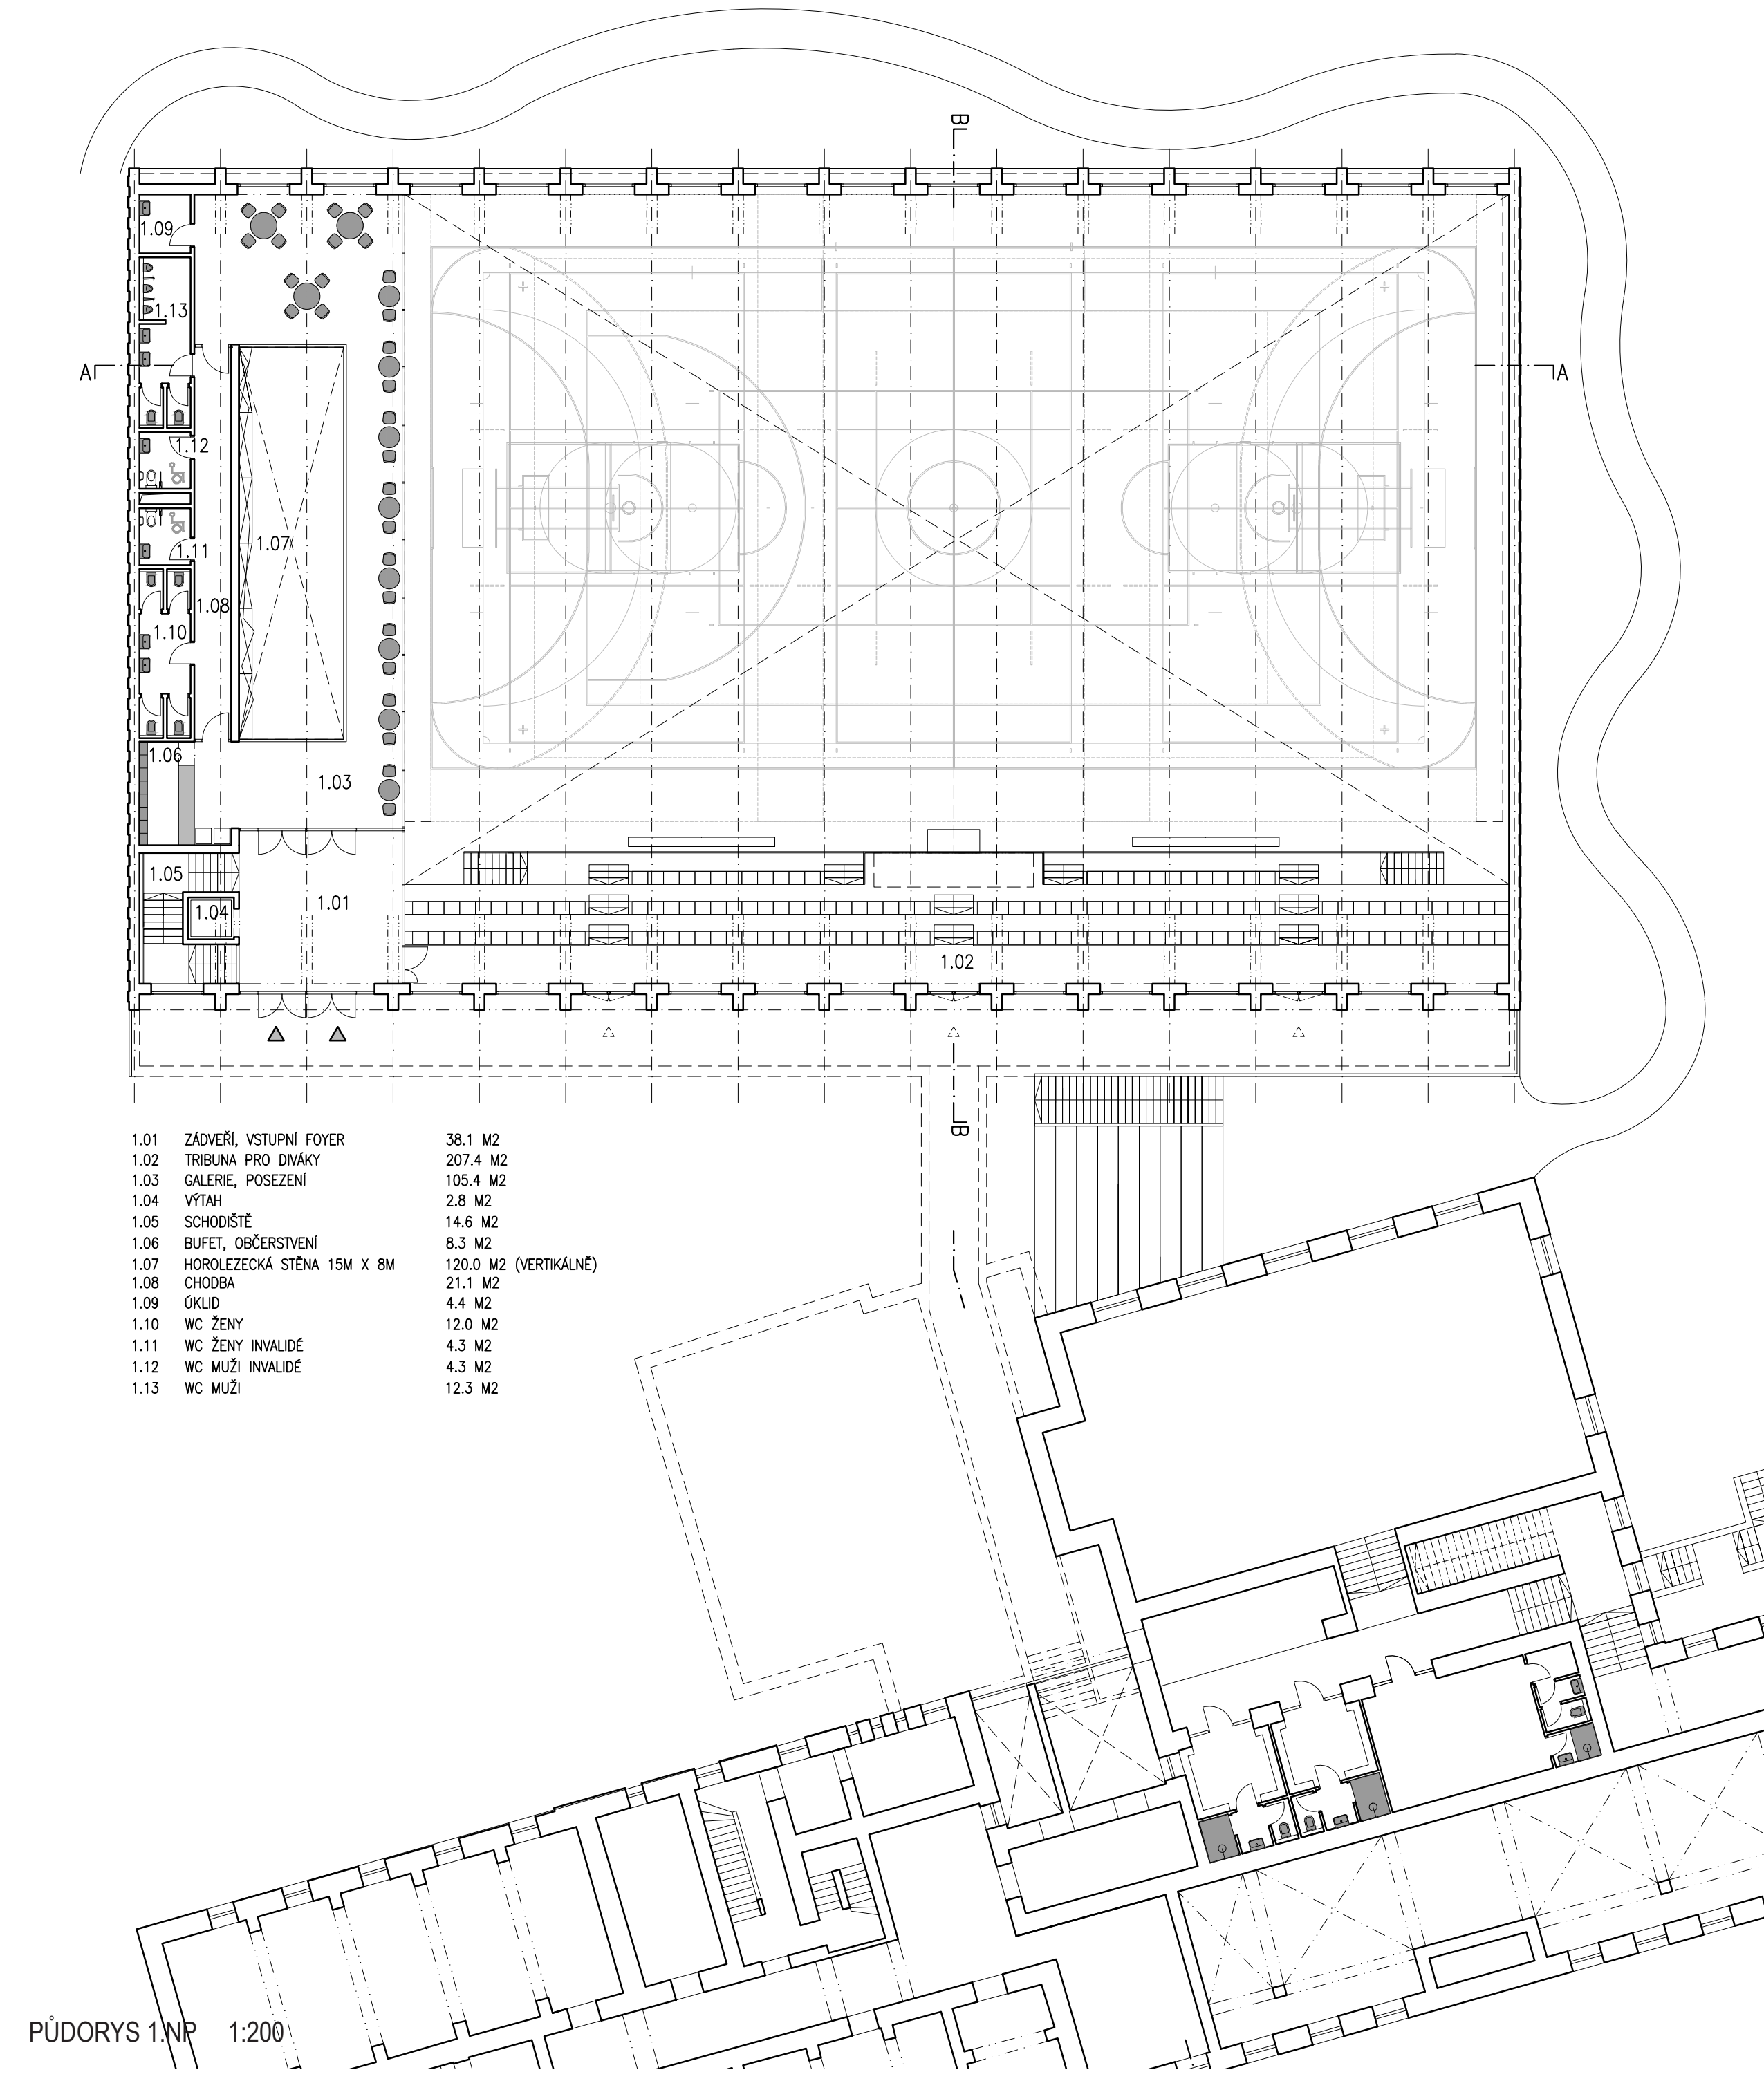 B
1.09
1.13
A
A
1.12
1.07
1.11
1.08
1.10
1.06
1.03
1.05
1.04
1.01
1.02
B
1.01 ZÁDVEŘÍ, VSTUPNÍ FOYER 38.1 M2
1.02 TRIBUNA PRO DIVÁKY 207.4 M2
1.03 GALERIE, POSEZENÍ 105.4 M2
1.04 VÝTAH 2.8 M2
1.05 SCHODIŠTĚ 14.6 M2
1.06 BUFET, OBČERSTVENÍ 8.3 M2
1.07 HOROLEZECKÁ STĚNA 15M X 8M 120.0 M2 (VERTIKÁLNĚ)
1.08 CHODBA 21.1 M2
1.09 ÚKLID 4.4 M2
1.10 WC ŽENY 12.0 M2
1.11 WC ŽENY INVALIDÉ 4.3 M2
1.12 WC MUŽI INVALIDÉ 4.3 M2
1.13 WC MUŽI 12.3 M2
PŮDORYS 1.NP 1:200